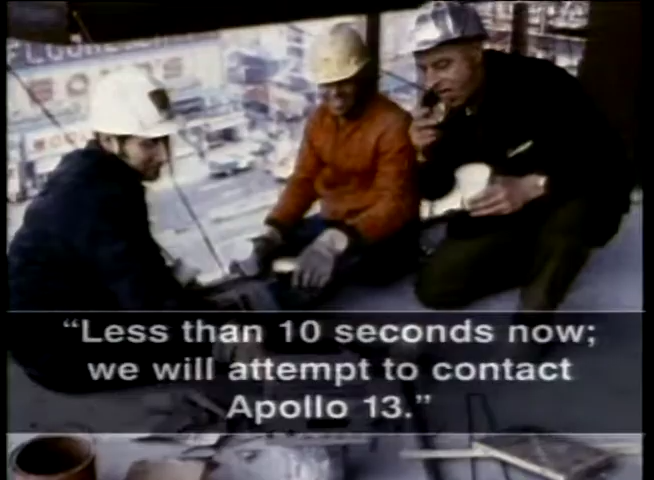 “Less than 10 seconds now;
we will attempt to contact
Apollo 13.”